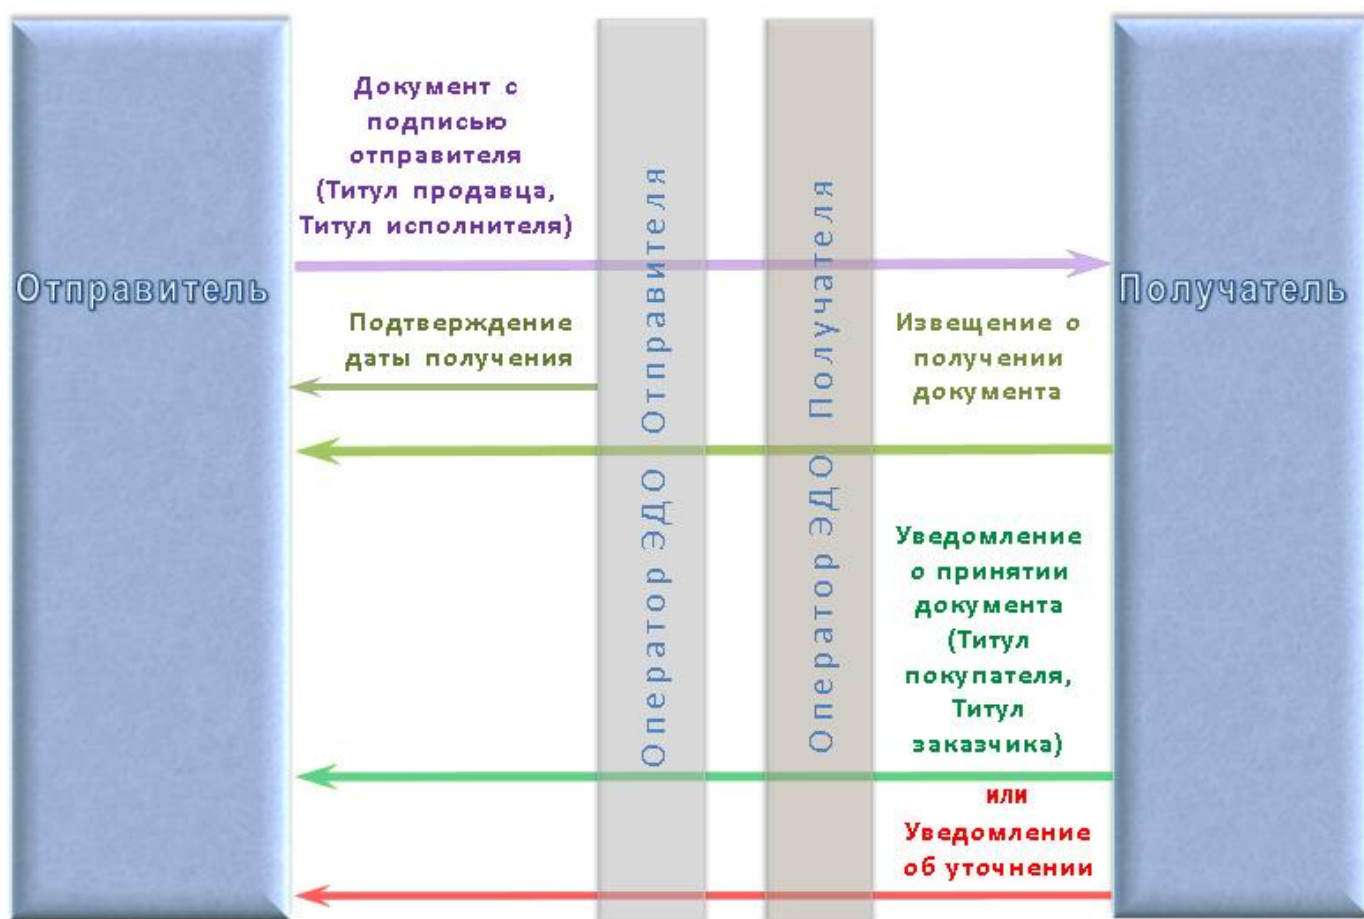 Документ с
подписью
отправителя
(Титул продавца,
Титул исполнителя)
Отправитель
Подтверждение
даты получения
Оператор ЭДО Отправителя
Оператор ЭДО Получателя
Получатель
Извещение о
получении
документа
Уведомление
о принятии
документа
(Титул
покупателя,
Титул
заказчика)
или
Уведомление
об уточнении